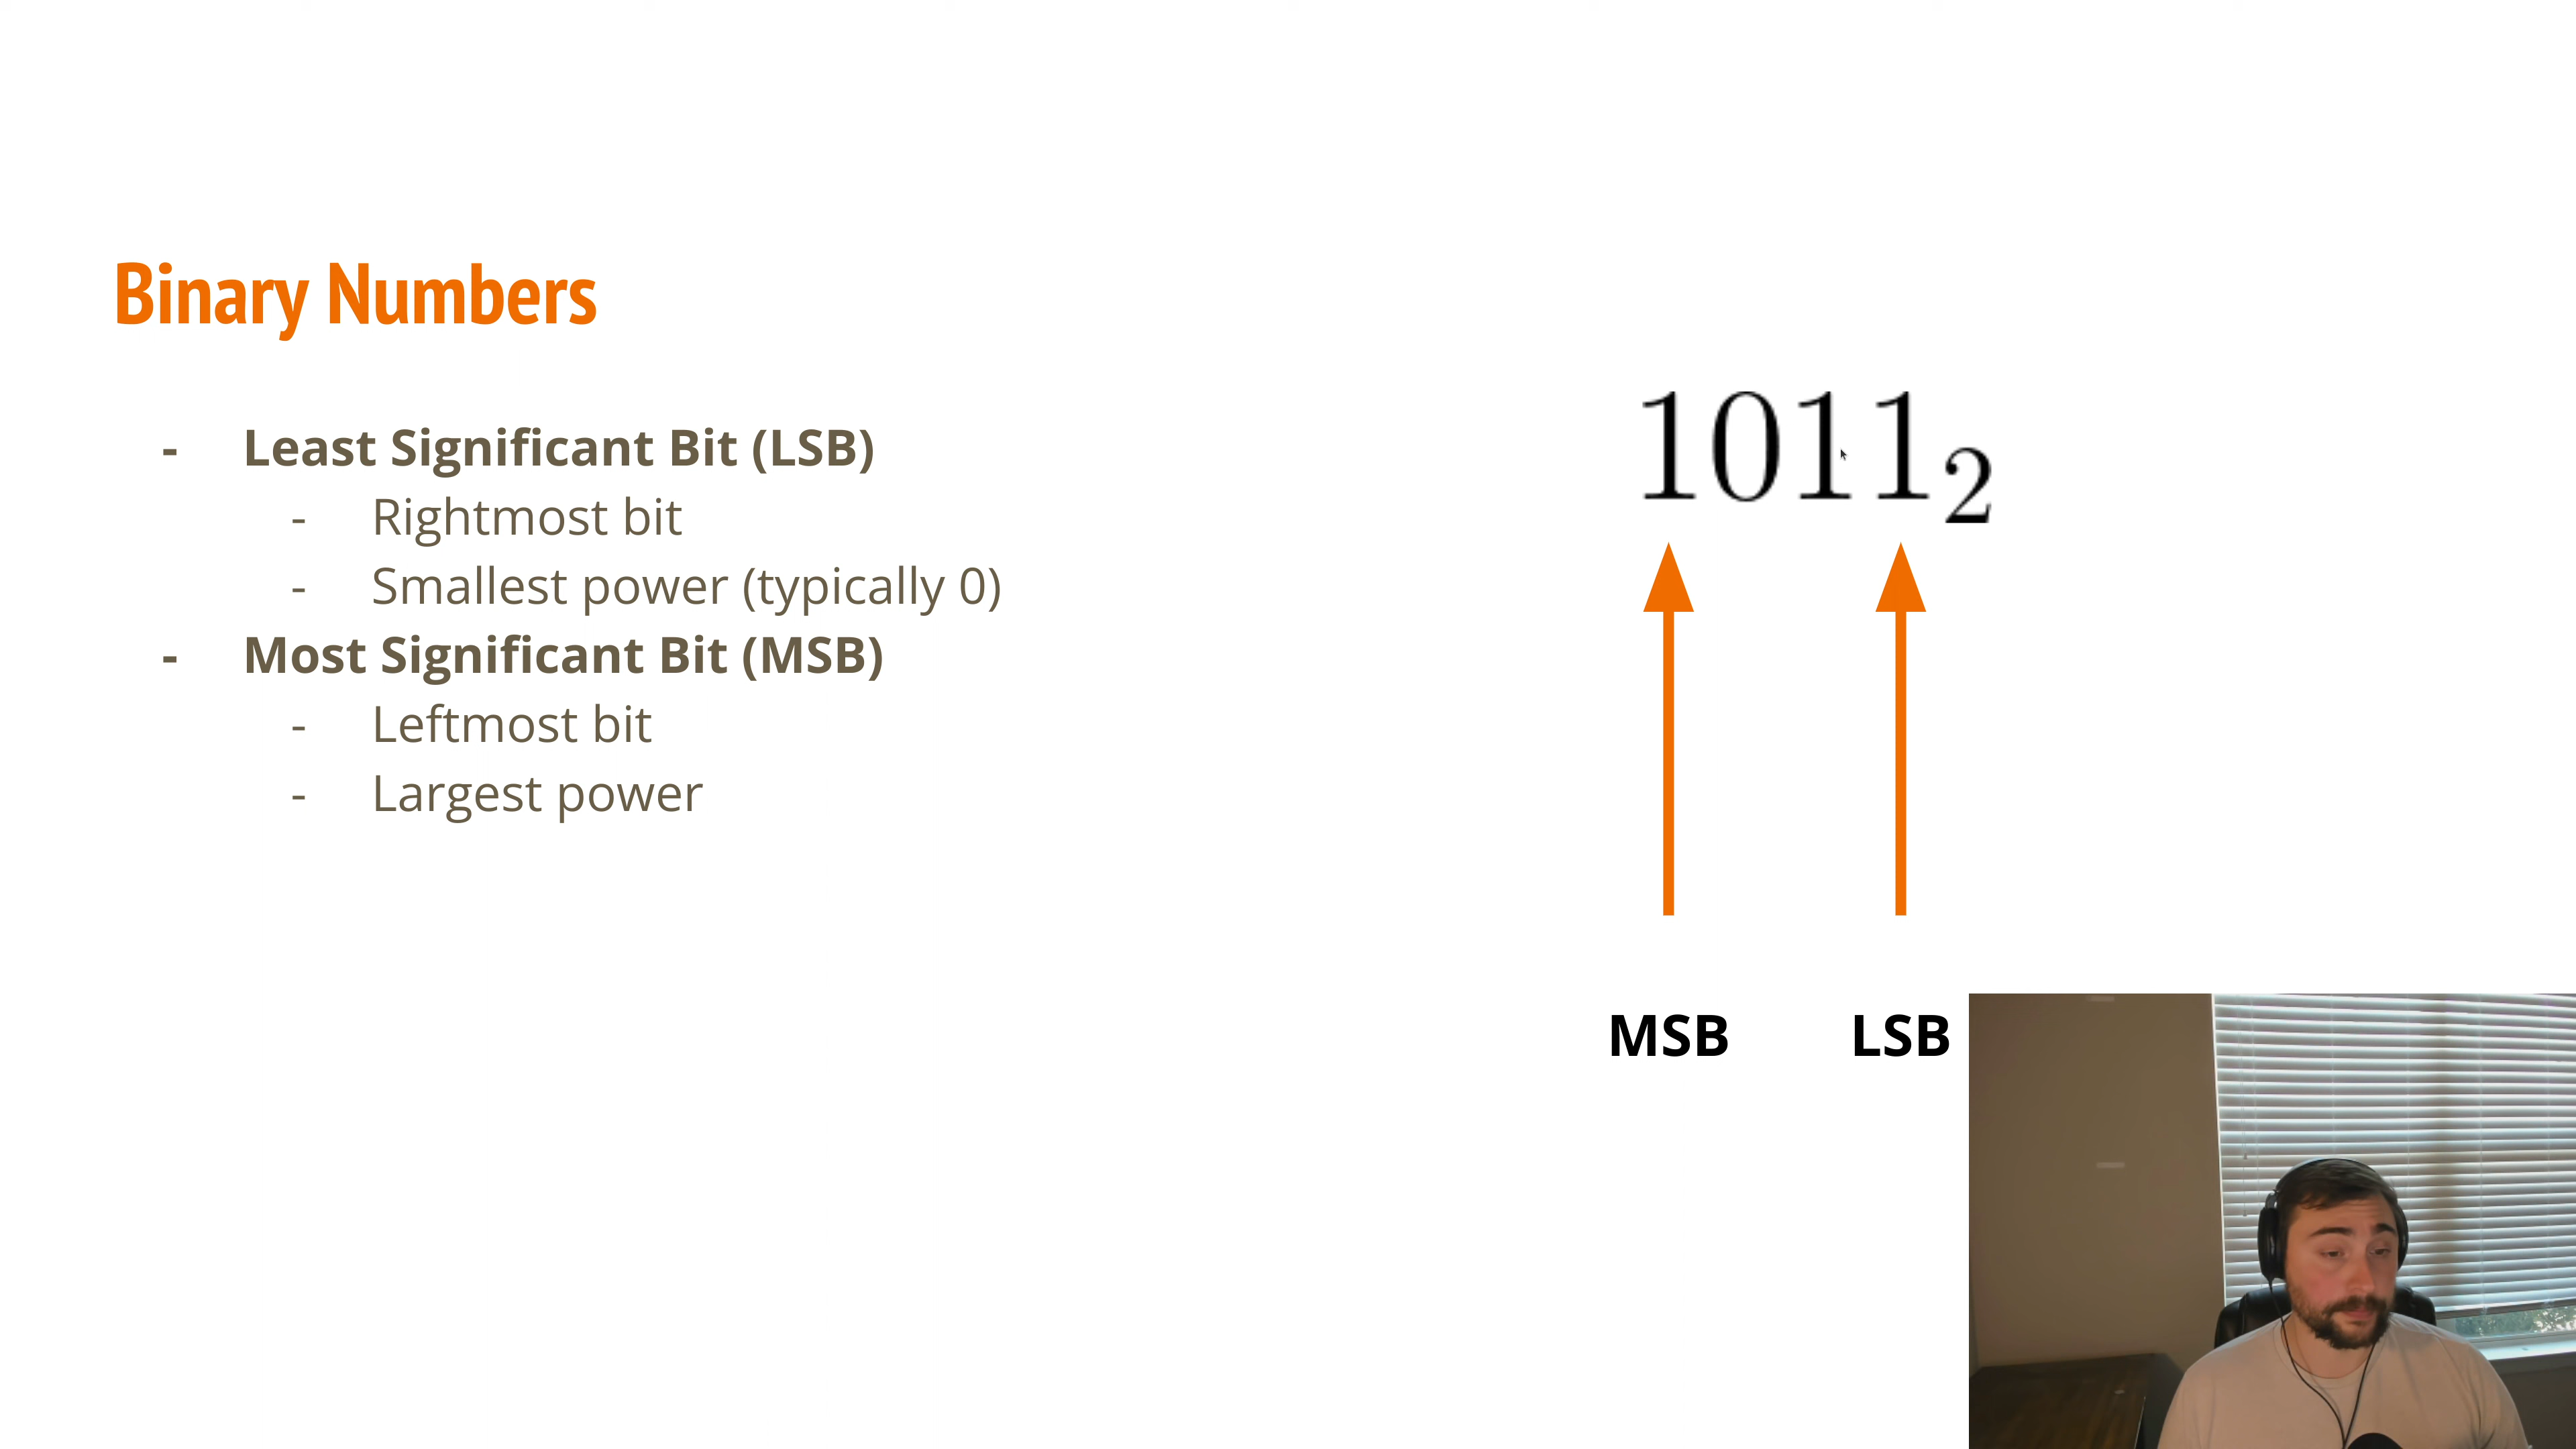 Binary Numbers
- Least Significant Bit (LSB)
- Rightmost bit
- Smallest power (typically 0)
- Most Significant Bit (MSB)
- Leftmost bit
- Largest power
1011₂
MSB LSB